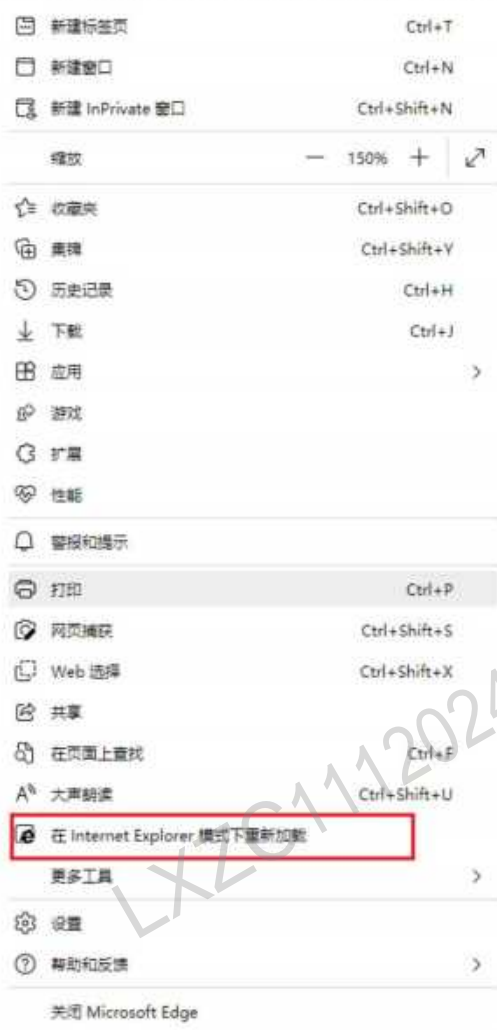 新建标签页 Ctrl+T
新建窗口 Ctrl+N
新建 InPrivate 窗口 Ctrl+Shift+N
缩放 — 150% +
收藏夹 Ctrl+Shift+O
集锦 Ctrl+Shift+Y
历史记录 Ctrl+H
下载 Ctrl+J
应用
游戏
扩展
性能
警报和提示
打印 Ctrl+P
网页捕获 Ctrl+Shift+S
Web 选择 Ctrl+Shift+X
共享
在页面上查找 Ctrl+F
大声朗读 Ctrl+Shift+U
在 Internet Explorer 模式下重新加载
更多工具
设置
帮助和反馈
关闭 Microsoft Edge
LXZC1112024